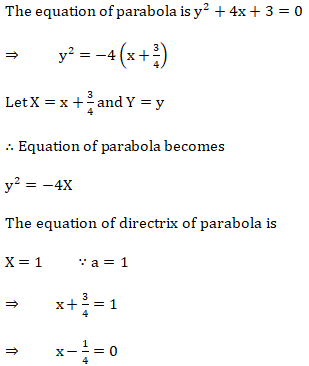 The equation of parabola is y² + 4x + 3 = 0
⇒ y² = −4(x + 3/4)
Let X = x + 3/4 and Y = y
∴ Equation of parabola becomes
y² = −4X
The equation of directrix of parabola is
X = 1 ∵ a = 1
⇒ x + 3/4 = 1
⇒ x − 1/4 = 0